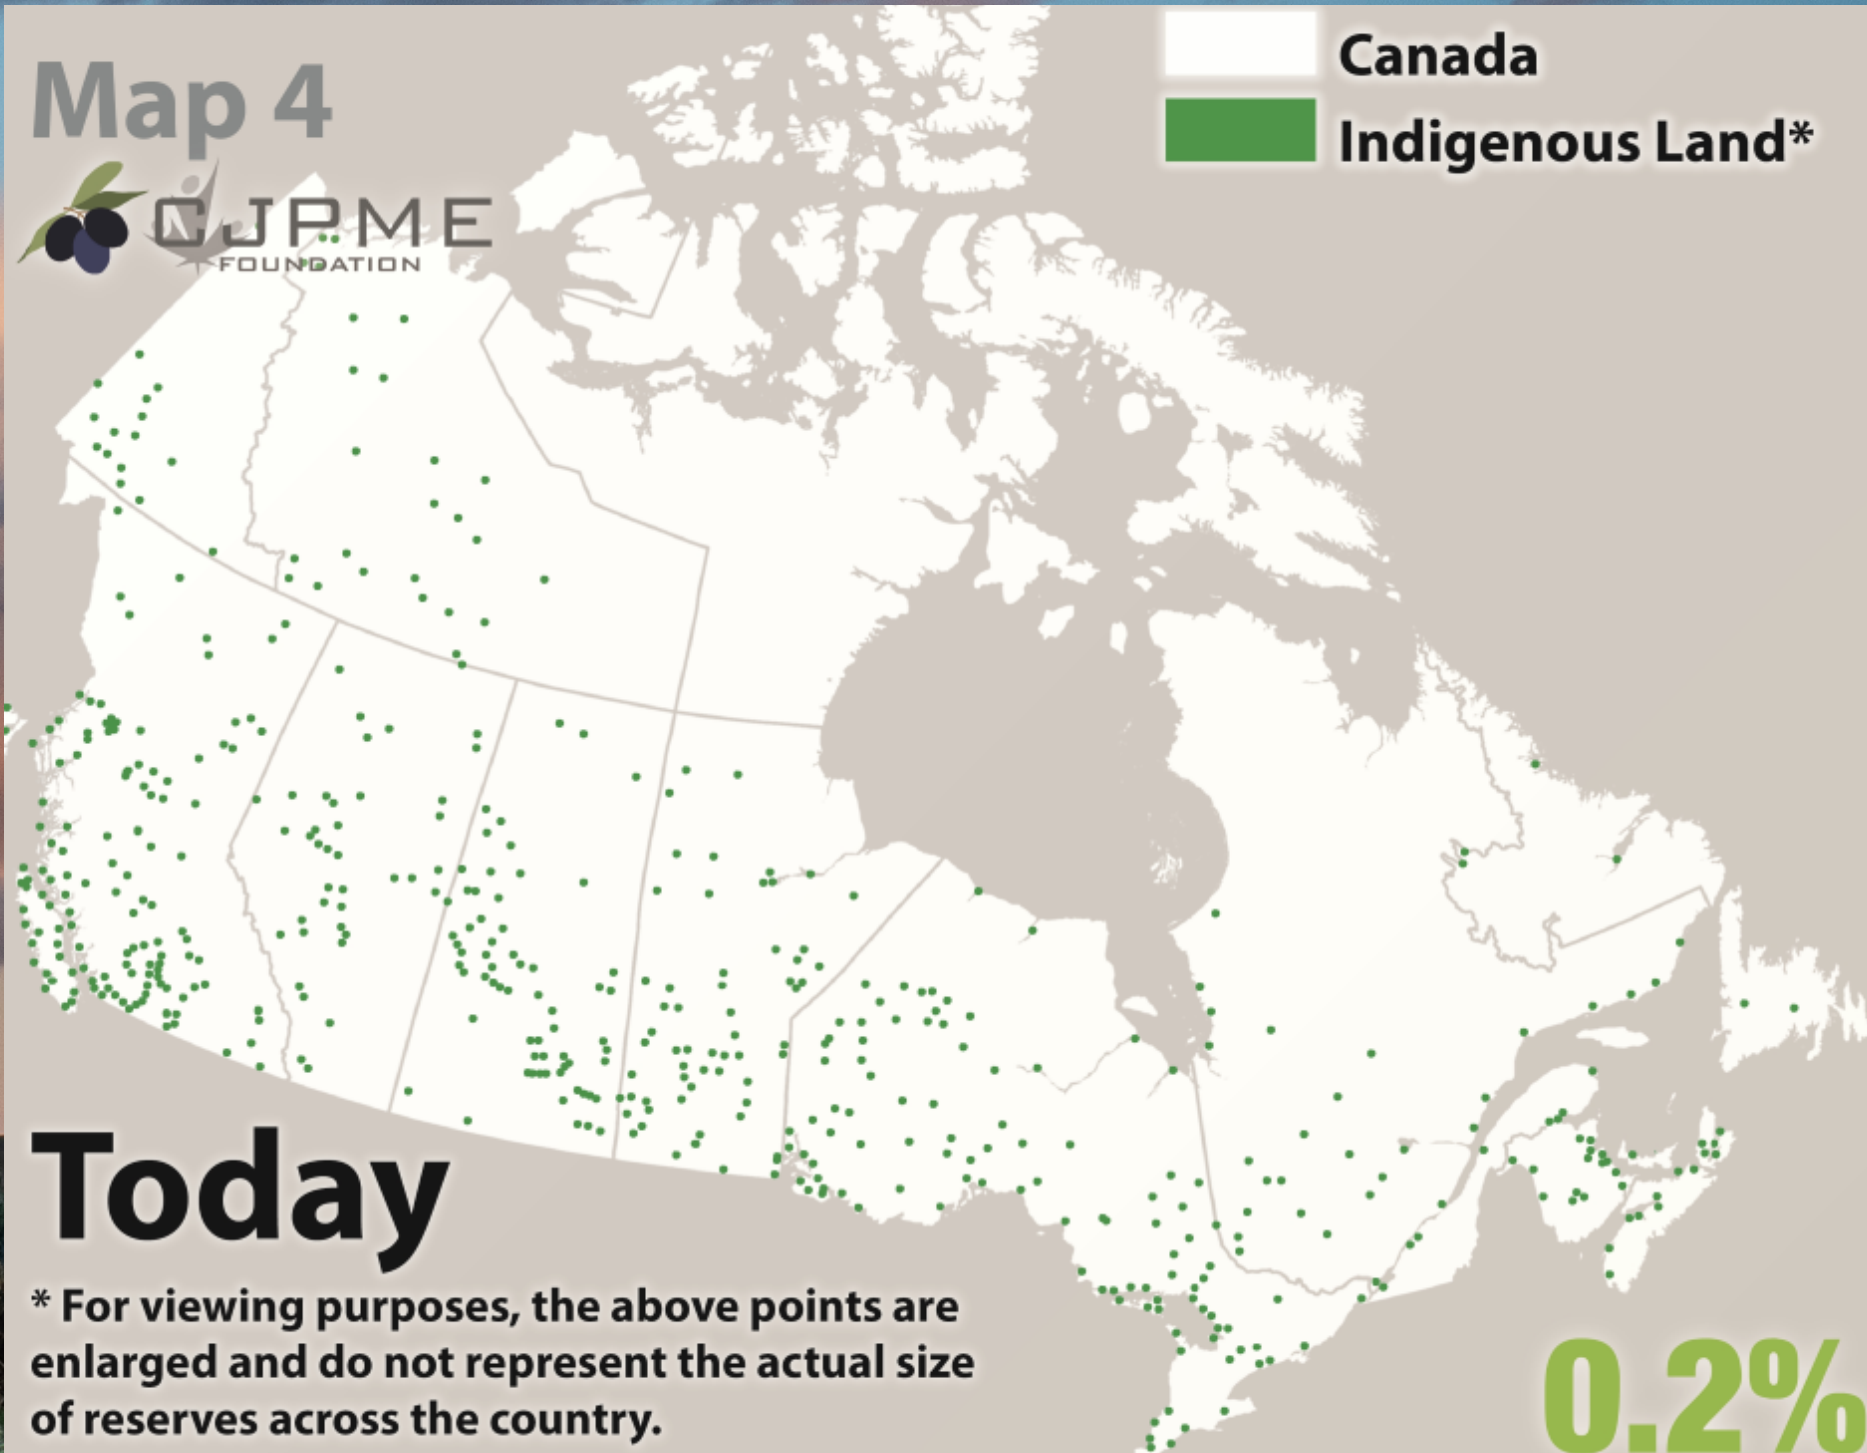 Map 4
CJPME
FOUNDATION
Canada
Indigenous Land*
Today
* For viewing purposes, the above points are
enlarged and do not represent the actual size
of reserves across the country.
0.2%